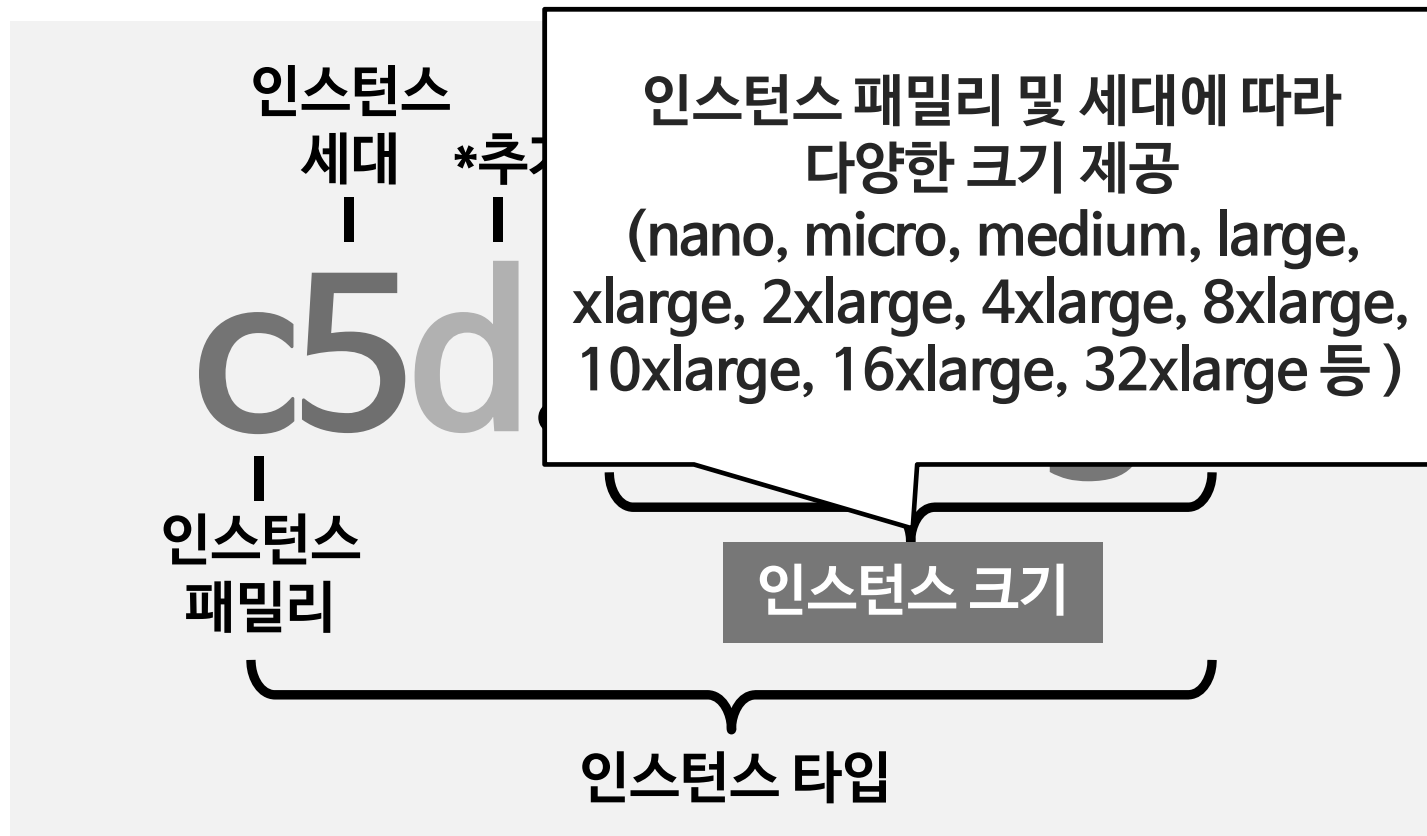 인스턴스
세대
*추
인스턴스 패밀리 및 세대에 따라
다양한 크기 제공
(nano, micro, medium, large,
xlarge, 2xlarge, 4xlarge, 8xlarge,
10xlarge, 16xlarge, 32xlarge 등 )
c5d.
인스턴스
패밀리
인스턴스 크기
인스턴스 타입